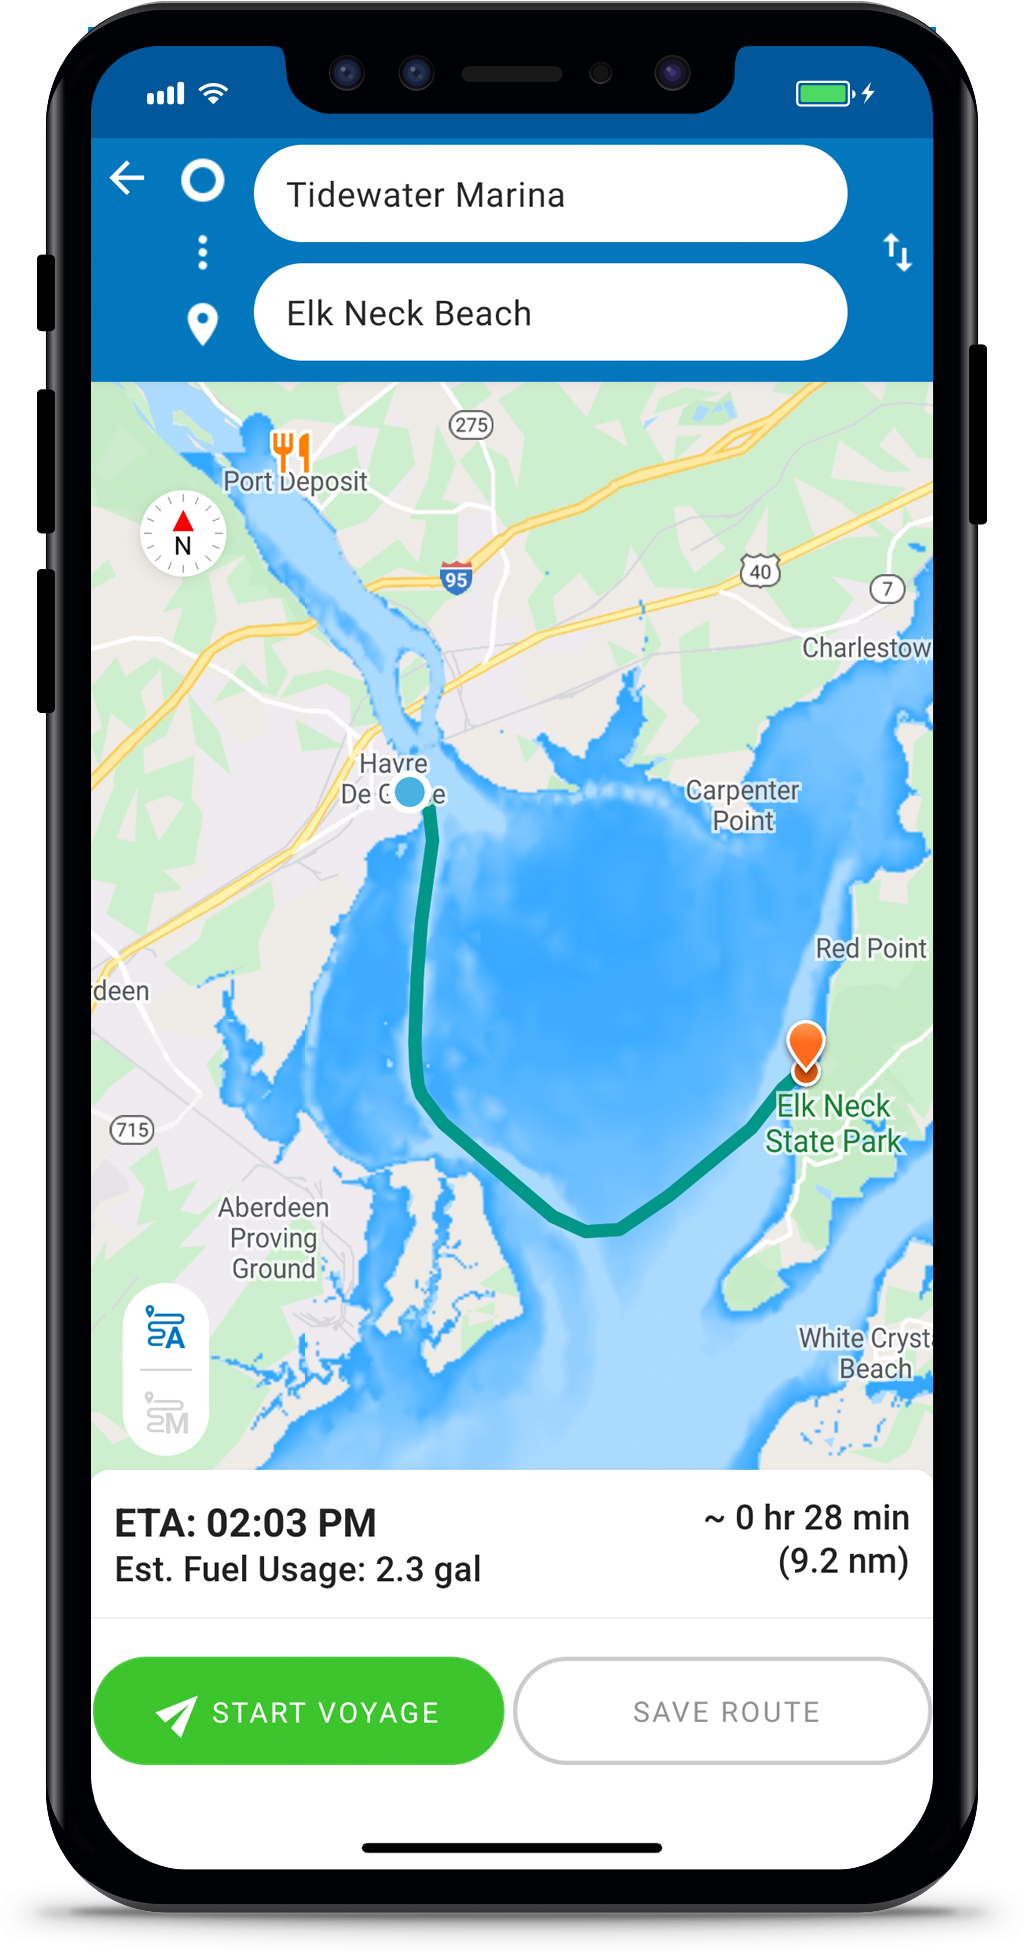 Tidewater Marina
Elk Neck Beach
275
Port Deposit
N
95
40
7
Charlestow
Havre
De G
e
Carpenter
Point
Red Point
rdeen
Elk Neck
State Park
715
Aberdeen
Proving
Ground
A
M
White Cryst
Beach
ETA: 02:03 PM
~ 0 hr 28 min
Est. Fuel Usage: 2.3 gal
(9.2 nm)
START VOYAGE
SAVE ROUTE